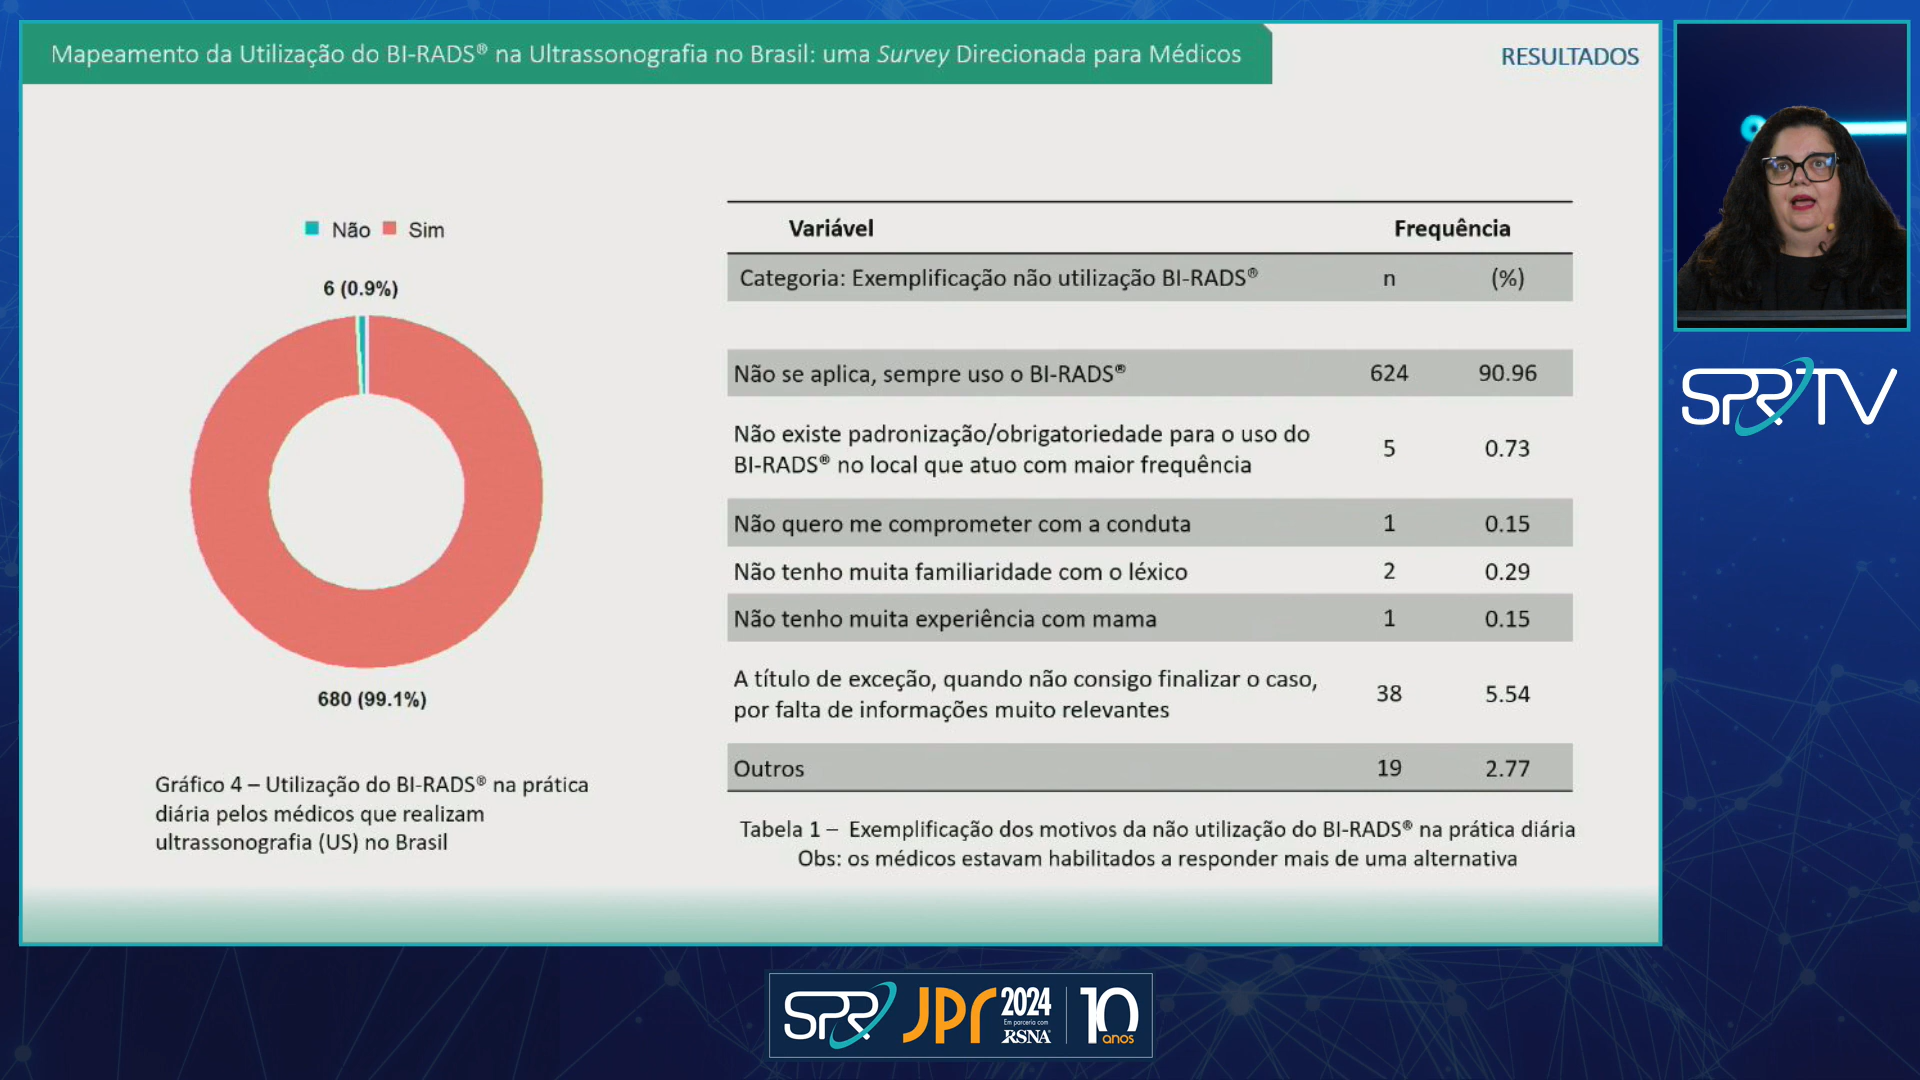 Mapeamento da Utilização do BI-RADS® na Ultrassonografia no Brasil: uma Survey Direcionada para Médicos
RESULTADOS
Não Sim
6 (0.9%)
680 (99.1%)
Gráfico 4 – Utilização do BI-RADS® na prática
diária pelos médicos que realizam
ultrassonografia (US) no Brasil
Variável Frequência
Categoria: Exemplificação não utilização BI-RADS® n (%)
Não se aplica, sempre uso o BI-RADS® 624 90.96
Não existe padronização/obrigatoriedade para o uso do
BI-RADS® no local que atuo com maior frequência 5 0.73
Não quero me comprometer com a conduta 1 0.15
Não tenho muita familiaridade com o léxico 2 0.29
Não tenho muita experiência com mama 1 0.15
A título de exceção, quando não consigo finalizar o caso,
por falta de informações muito relevantes 38 5.54
Outros 19 2.77
Tabela 1 – Exemplificação dos motivos da não utilização do BI-RADS® na prática diária
Obs: os médicos estavam habilitados a responder mais de uma alternativa
SPR TV
SPR JPR 2024
Em parceria com
RSNA
10
anos